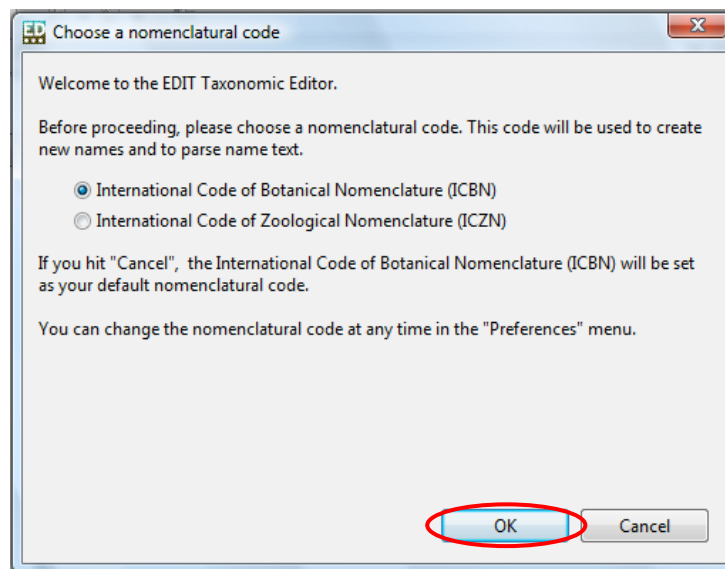 Choose a nomenclatural code
Welcome to the EDIT Taxonomic Editor.
Before proceeding, please choose a nomenclatural code. This code will be used to create
new names and to parse name text.
International Code of Botanical Nomenclature (ICBN)
International Code of Zoological Nomenclature (ICZN)
If you hit "Cancel",  the International Code of Botanical Nomenclature (ICBN) will be set
as your default nomenclatural code.
You can change the nomenclatural code at any time in the "Preferences" menu.
OK
Cancel